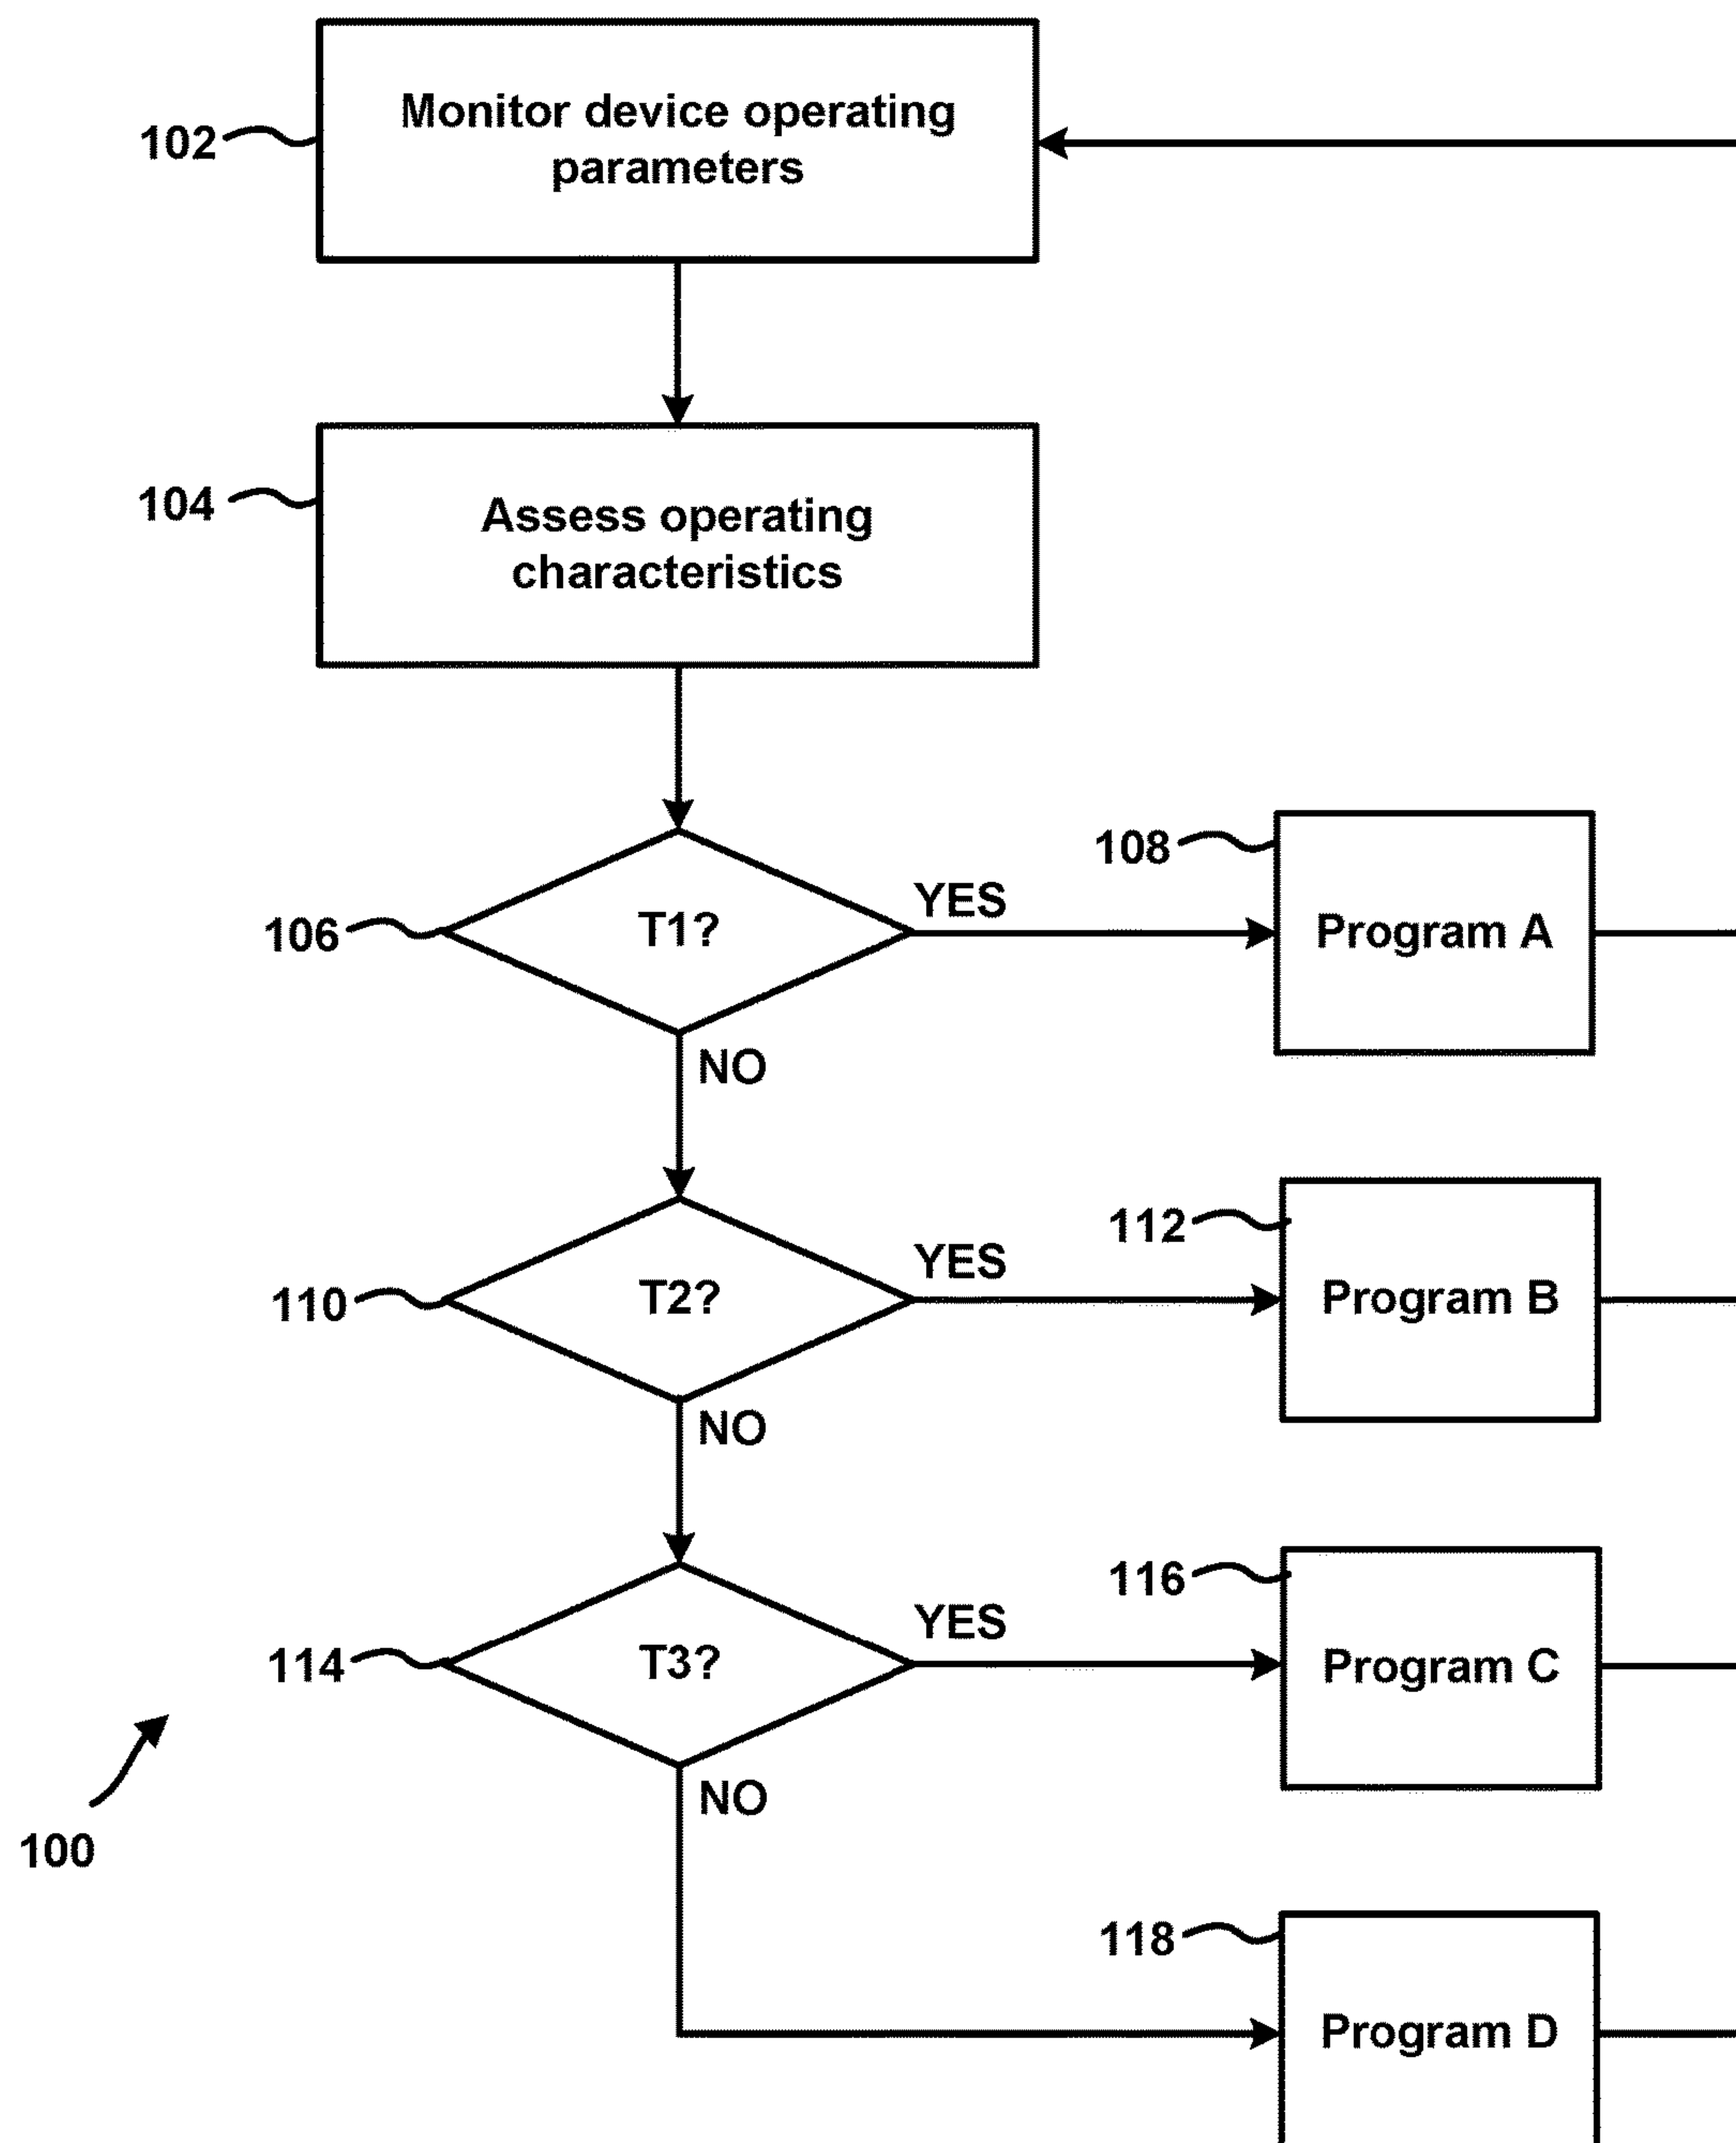 102
Monitor device operating
parameters
104
Assess operating
characteristics
106
T1?
YES
108
Program A
NO
110
T2?
YES
112
Program B
NO
114
T3?
YES
116
Program C
NO
100
118
Program D